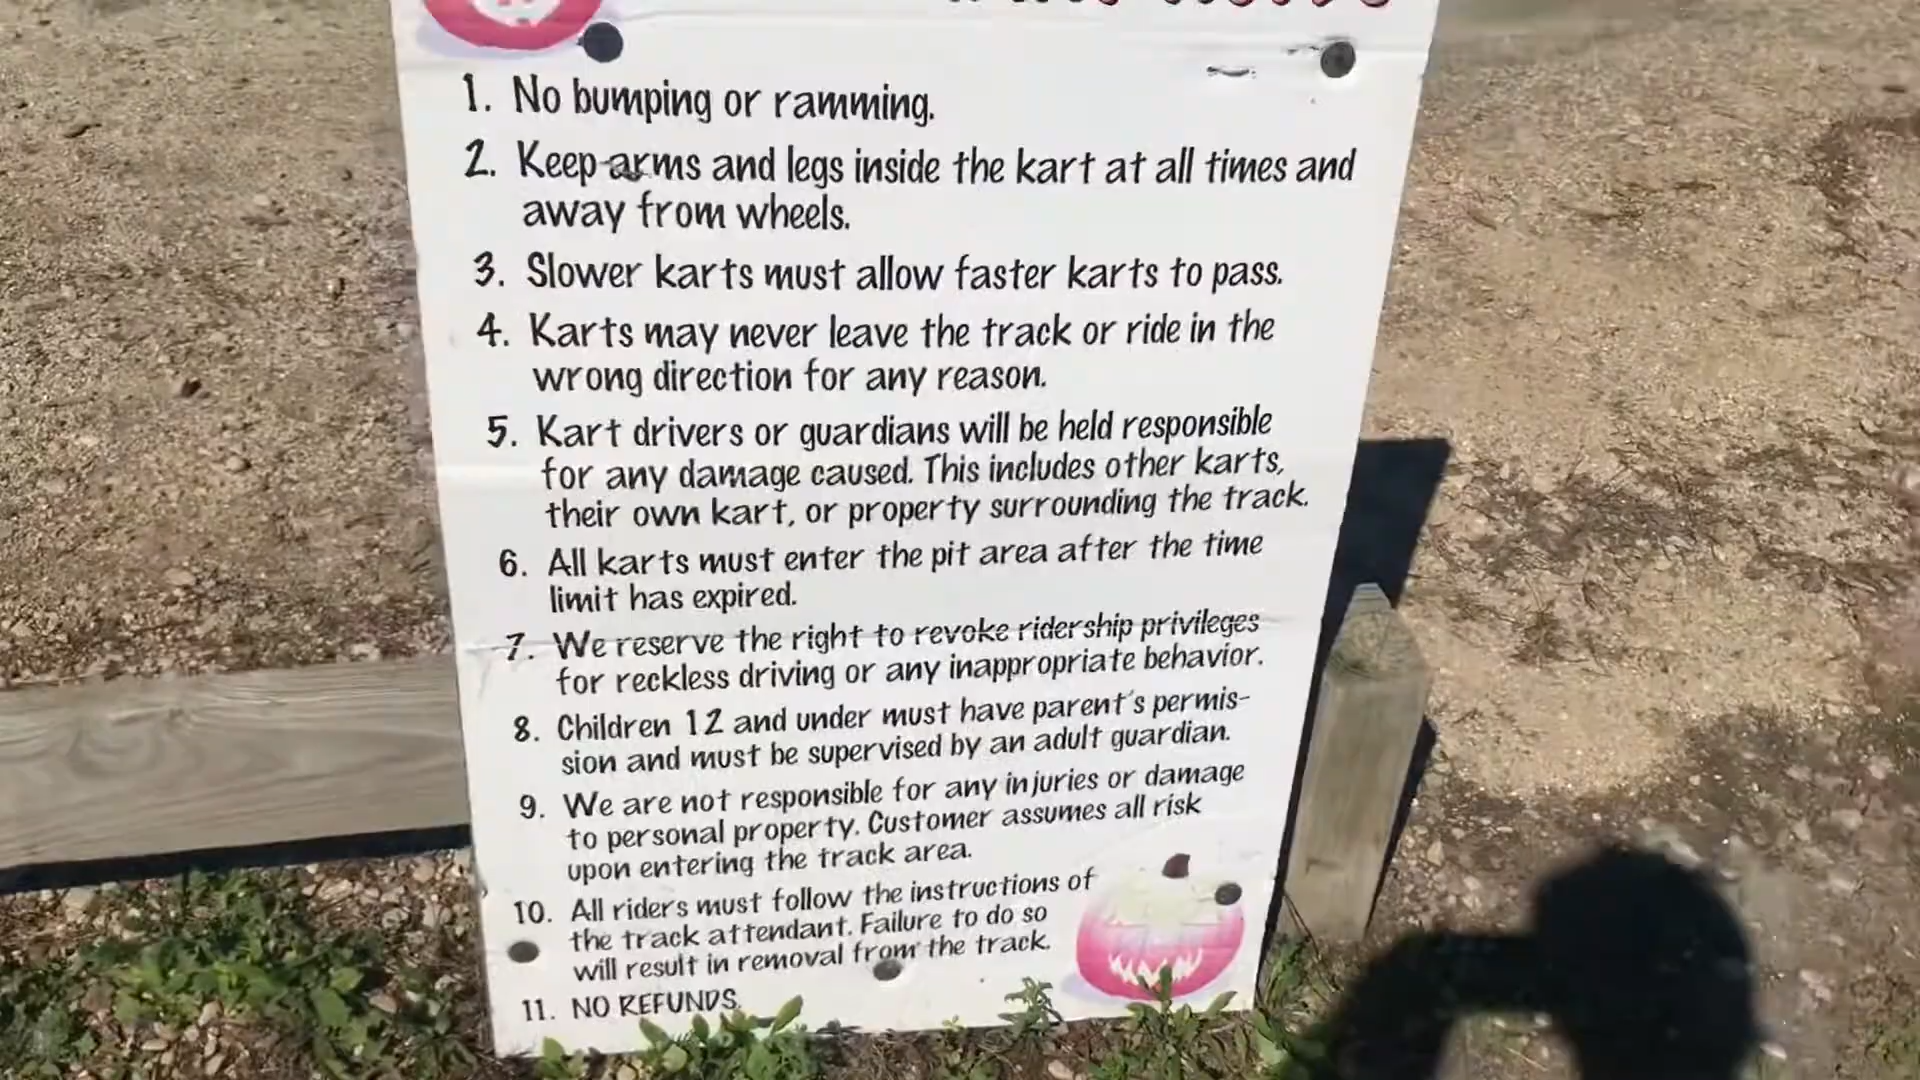 1. No bumping or ramming.
2. Keep arms and legs inside the kart at all times and
away from wheels.
3. Slower karts must allow faster karts to pass.
4. Karts may never leave the track or ride in the
wrong direction for any reason.
5. Kart drivers or guardians will be held responsible
for any damage caused. This includes other karts,
their own kart, or property surrounding the track.
6. All karts must enter the pit area after the time
limit has expired.
7. We reserve the right to revoke ridership privileges
for reckless driving or any inappropriate behavior.
8. Children 12 and under must have parent's permis-
sion and must be supervised by an adult guardian.
9. We are not responsible for any injuries or damage
to personal property. Customer assumes all risk
upon entering the track area.
10. All riders must follow the instructions of
the track attendant. Failure to do so
will result in removal from the track.
11. NO REFUNDS.